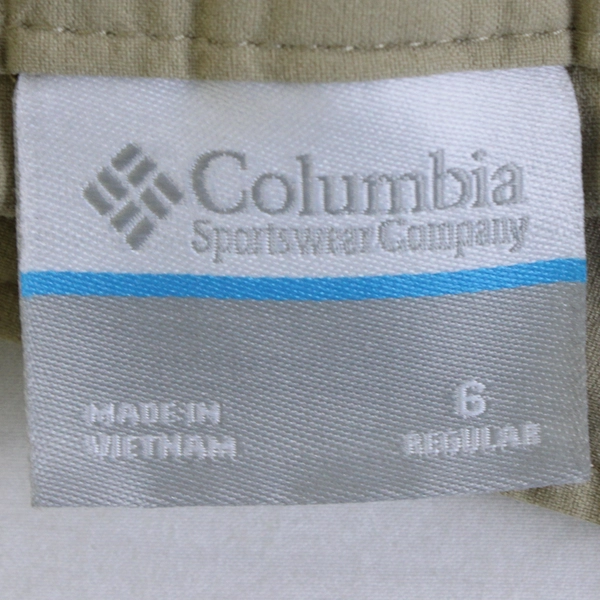 Columbia
Sportswear Company
MADE IN
VIETNAM
6
REGULAR